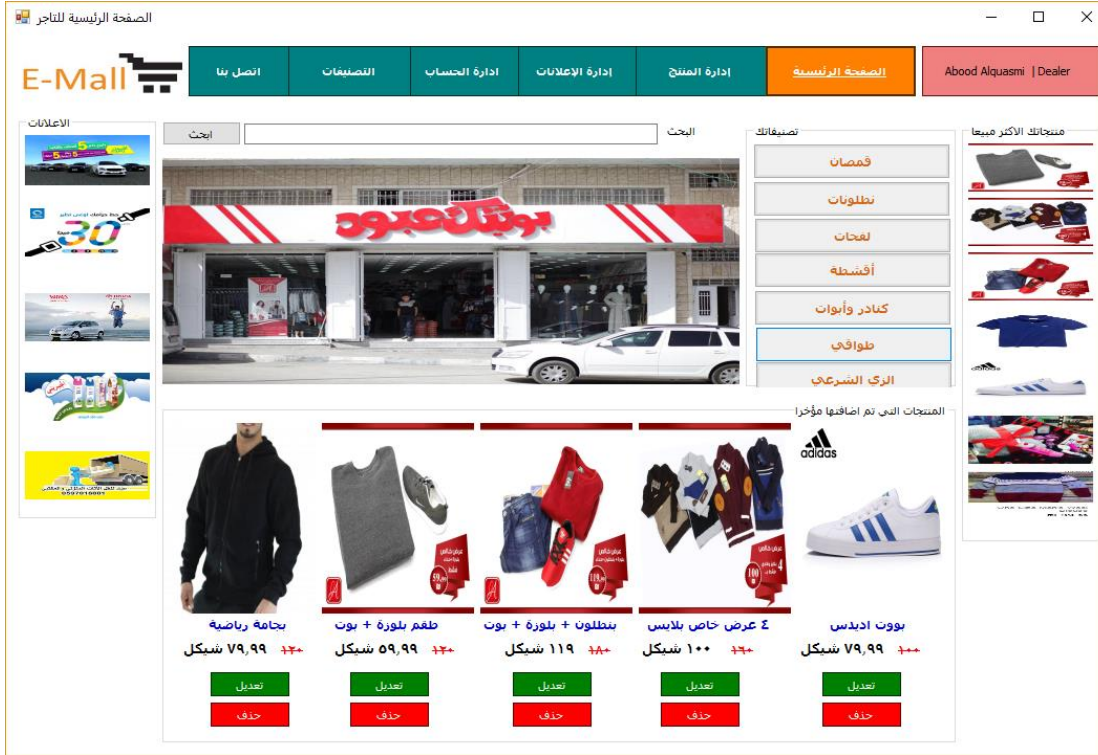 الصفحة الرئيسية للتاجر
E-Mall
Abood Alquasmi | Dealer
الصفحة الرئيسية
إدارة المنتج
إدارة الإعلانات
ادارة الحساب
التصنيفات
اتصل بنا
منتجاتك الاكثر مبيعا
تصنيفاتك
قمصان
نطلونات
لفحات
أقشطة
كنادر وأبوات
طواقي
الزي الشرعي
البحث
ابحث
بوتيك عبود
الاعلانات
30
0597918081
المنتجات التي تم اضافتها مؤخرا
adidas
بووت اديدس
١٠٠ ٧٩,٩٩ شيكل
تعديل
حذف
٤ عرض خاص بلايس
١٦٠ ١٠٠ شيكل
تعديل
حذف
بنطلون + بلوزة + بوت
١٨٠ ١١٩ شيكل
تعديل
حذف
طقم بلوزة + بوت
١٢٠ ٥٩,٩٩ شيكل
تعديل
حذف
بجامة رياضية
١٢٠ ٧٩,٩٩ شيكل
تعديل
حذف